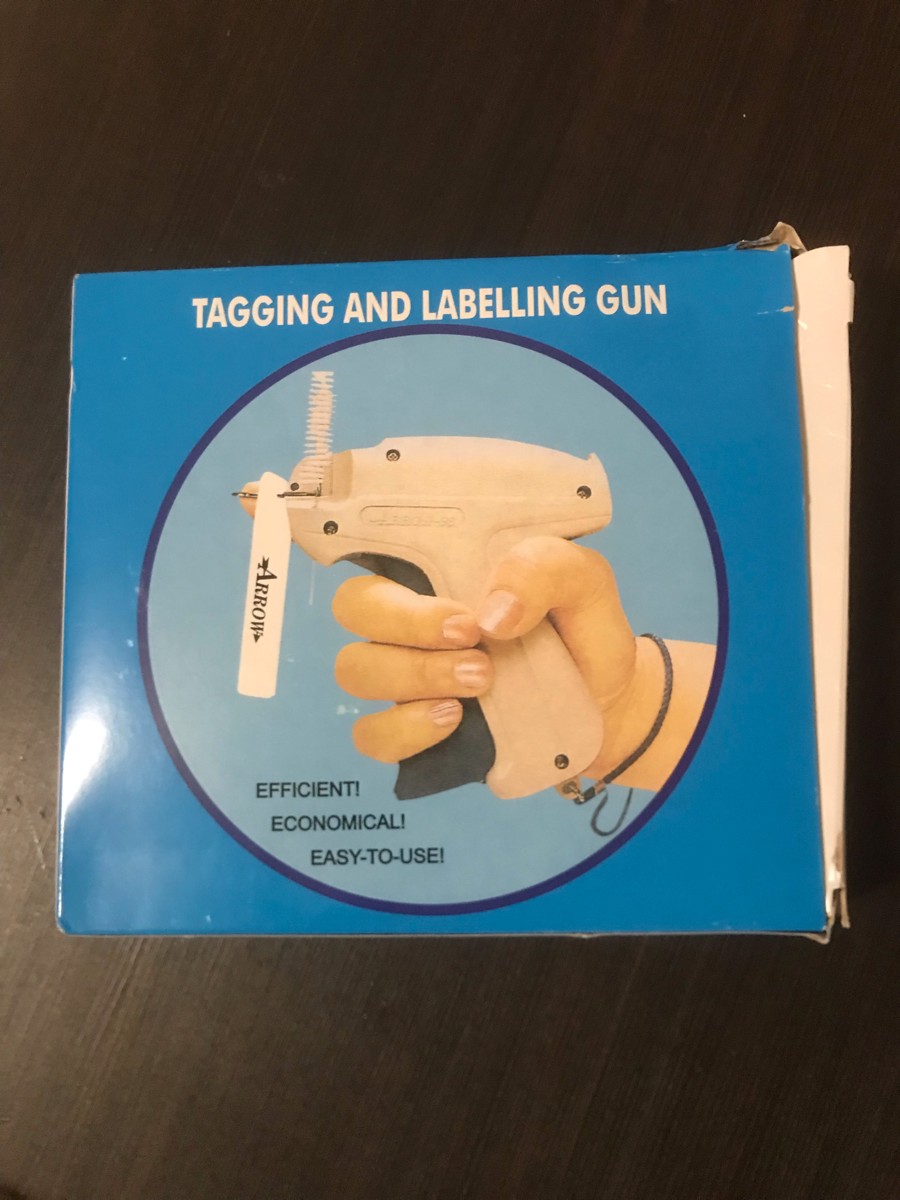 TAGGING AND LABELLING GUN
ARROW
EFFICIENT!
ECONOMICAL!
EASY-TO-USE!